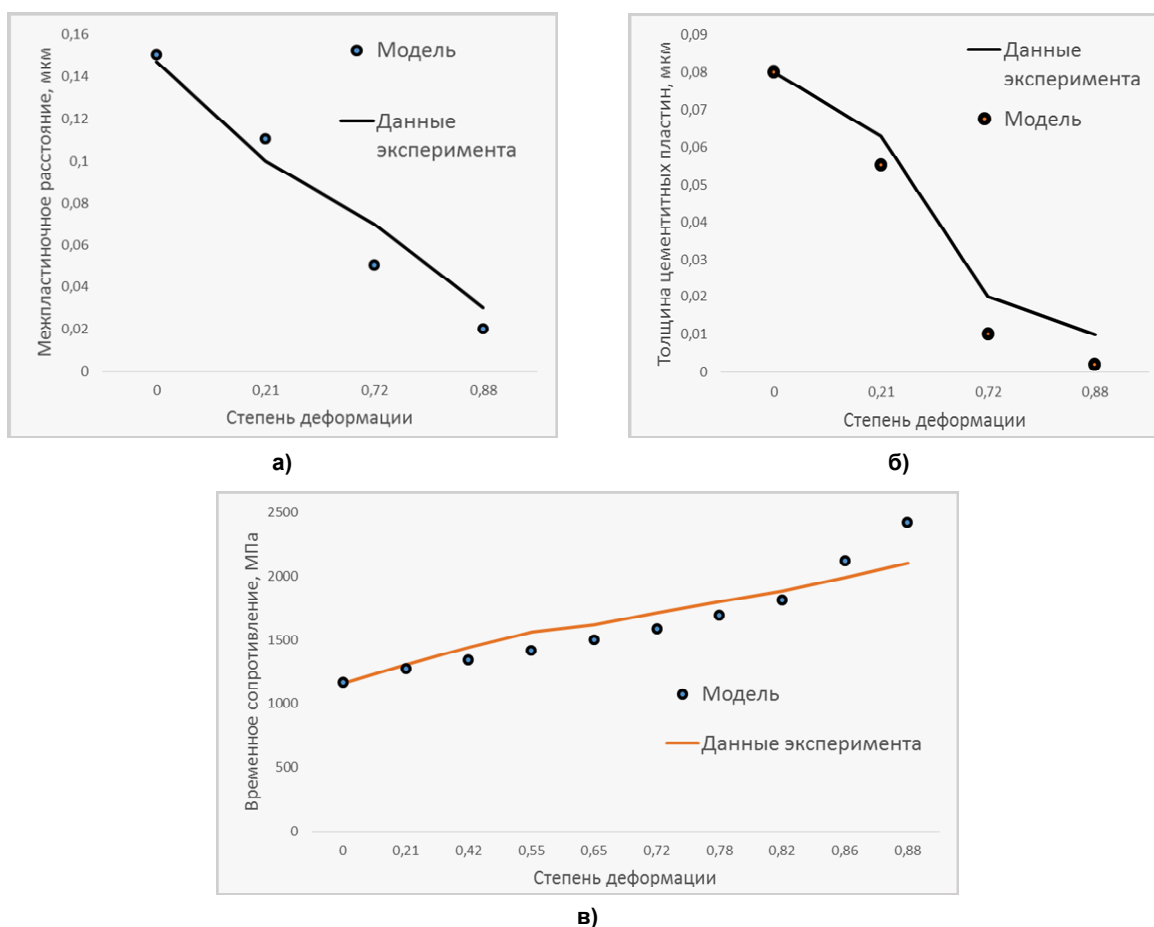 Межпластиночное расстояние, мкм
0,16
0,14
0,12
0,1
0,08
0,06
0,04
0,02
0
Модель
Данные
эксперимента
0 0,21 0,72 0,88
Степень деформации
а)
Толщина цементитных пластин, мкм
0,09
0,08
0,07
0,06
0,05
0,04
0,03
0,02
0,01
0
Данные
эксперимента
Модель
0 0,21 0,72 0,88
Степень деформации
б)
Временное сопротивление, МПа
2500
2000
1500
1000
500
0
Модель
Данные эксперимента
0 0,21 0,42 0,55 0,65 0,72 0,78 0,82 0,86 0,88
Степень деформации
в)